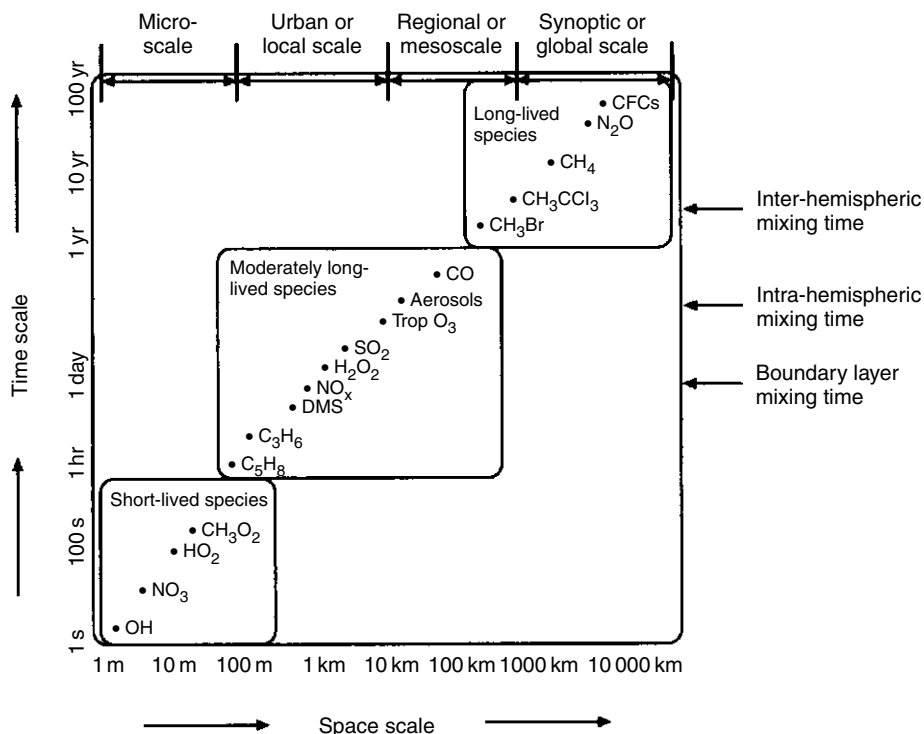 Micro-
scale
Urban or
local scale
Regional or
mesoscale
Synoptic or
global scale
100 yr
10 yr
1 yr
1 day
1 hr
100 s
1 s
Time scale
Long-lived
species
CFCs
N₂O
CH₄
CH₃CCl₃
CH₃Br
Moderately long-
lived species
CO
Aerosols
Trop O₃
SO₂
H₂O₂
NOₓ
DMS
C₃H₆
C₅H₈
Short-lived species
CH₃O₂
HO₂
NO₃
OH
Inter-hemispheric
mixing time
Intra-hemispheric
mixing time
Boundary layer
mixing time
1 m 10 m 100 m 1 km 10 km 100 km 1000 km 10 000 km
Space scale